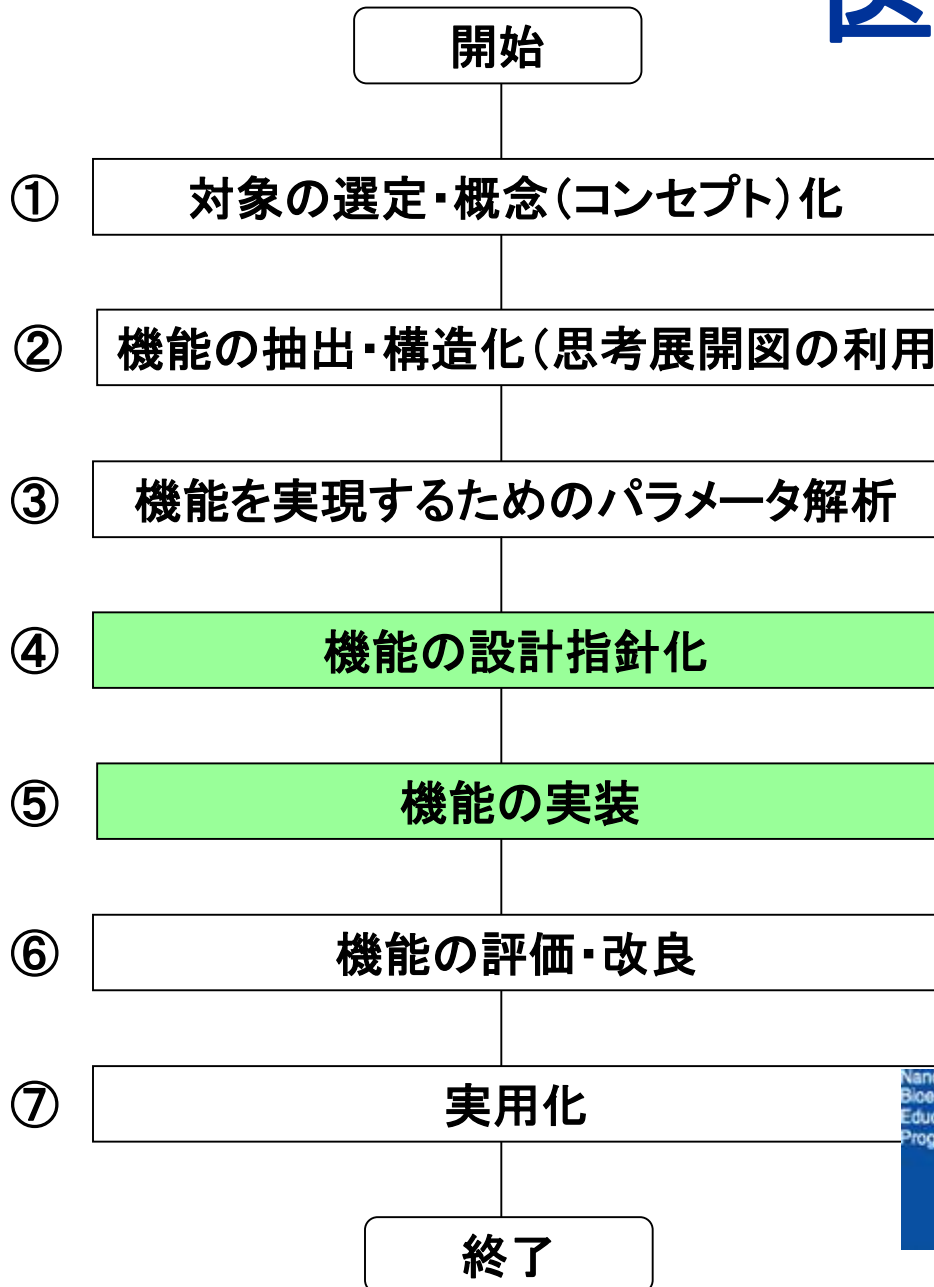 医
開始
① 対象の選定・概念(コンセプト)化
② 機能の抽出・構造化(思考展開図の利用
③ 機能を実現するためのパラメータ解析
④ 機能の設計指針化
⑤ 機能の実装
⑥ 機能の評価・改良
⑦ 実用化
終了